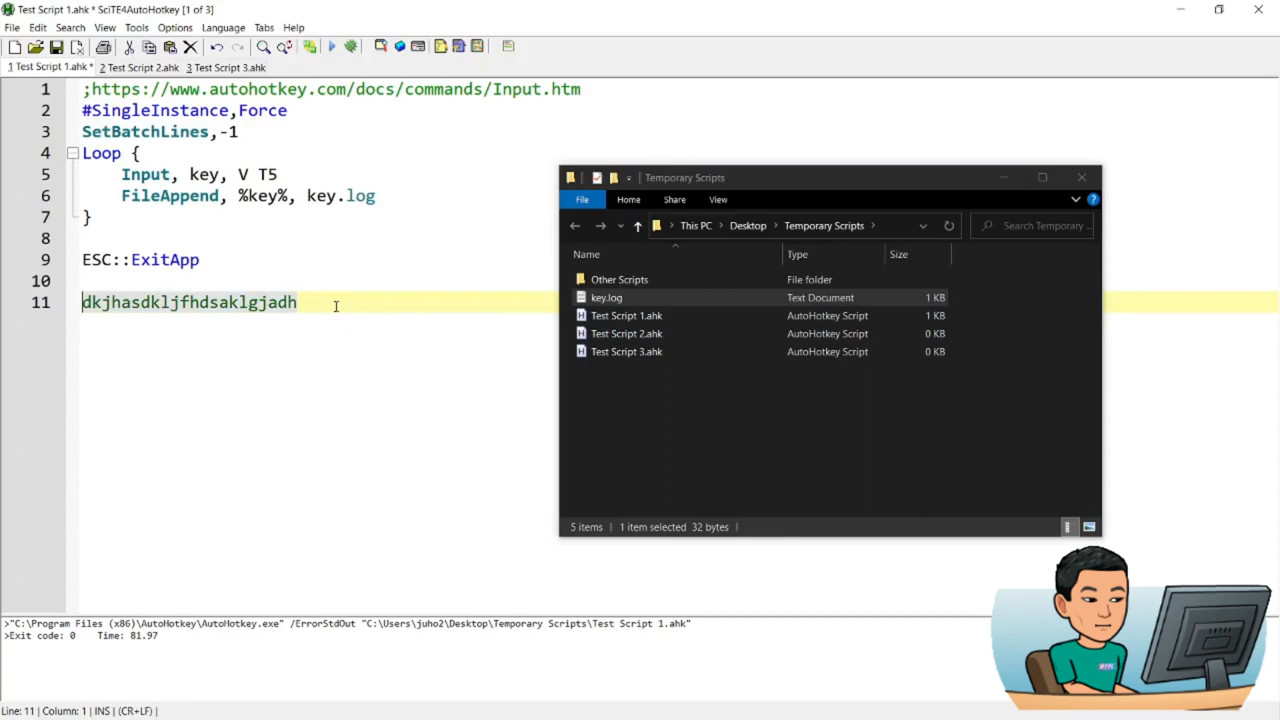 Test Script 1.ahk * SciTE4AutoHotkey [1 of 3]
File Edit Search View Tools Options Language Tabs Help
1 Test Script 1.ahk * 2 Test Script 2.ahk 3 Test Script 3.ahk
1 ;https://www.autohotkey.com/docs/commands/Input.htm
2 #SingleInstance,Force
3 SetBatchLines,-1
4 Loop {
5 Input, key, V T5
6 FileAppend, %key%, key.log
7 }
8
9 ESC::ExitApp
10
11 dkjhasdkljfhdsaklgjadh
Temporary Scripts
File Home Share View
This PC Desktop Temporary Scripts Search Temporary ...
Name Type Size
Other Scripts File folder
key.log Text Document 1 KB
Test Script 1.ahk AutoHotkey Script 1 KB
Test Script 2.ahk AutoHotkey Script 0 KB
Test Script 3.ahk AutoHotkey Script 0 KB
5 items 1 item selected 32 bytes
>"C:\Program Files (x86)\AutoHotkey\AutoHotkey.exe" /ErrorStdOut "C:\Users\juho2\Desktop\Temporary Scripts\Test Script 1.ahk"
>Exit code: 0 Time: 81.97
Line: 11 | Column: 1 | INS | (CR+LF) |